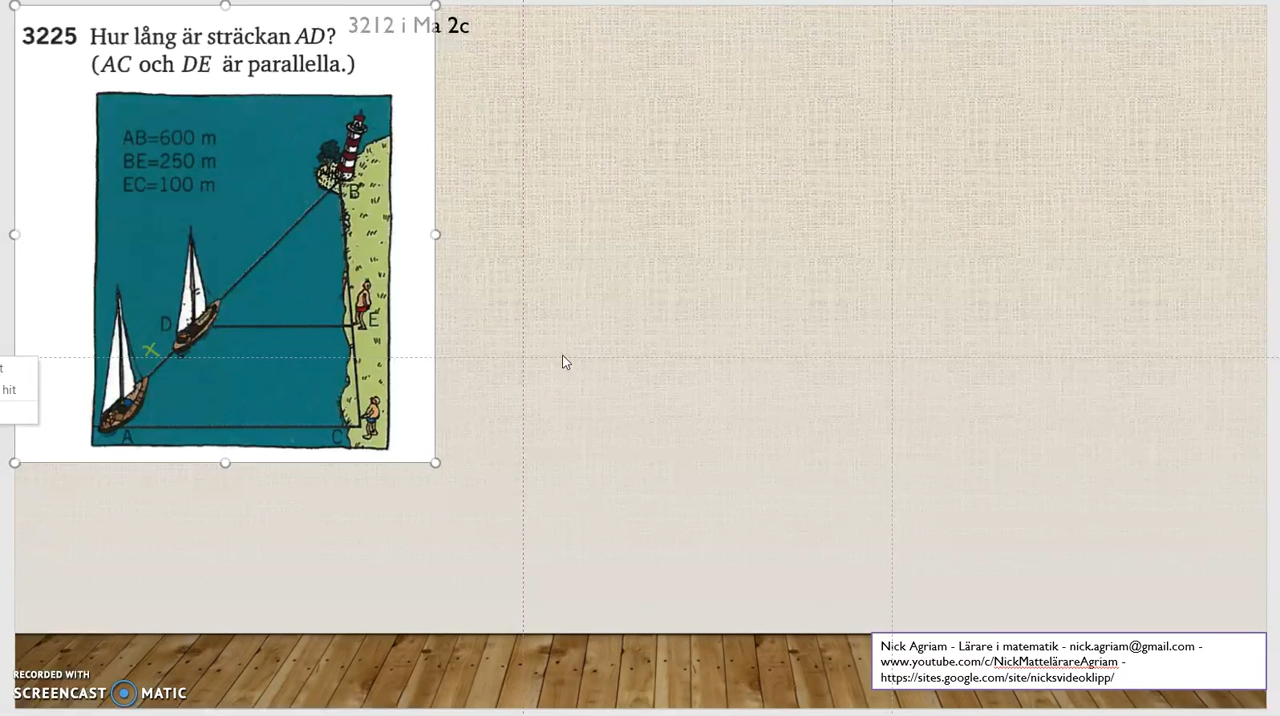 3212 i Ma 2c
3225 Hur lång är sträckan AD?
(AC och DE är parallella.)
AB=600 m
BE=250 m
EC=100 m
B
D
E
x
A
C
t
hit
Nick Agriam - Lärare i matematik - nick.agriam@gmail.com -
www.youtube.com/c/NickMattelärareAgriam -
https://sites.google.com/site/nicksvideoklipp/
RECORDED WITH
SCREENCAST MATIC